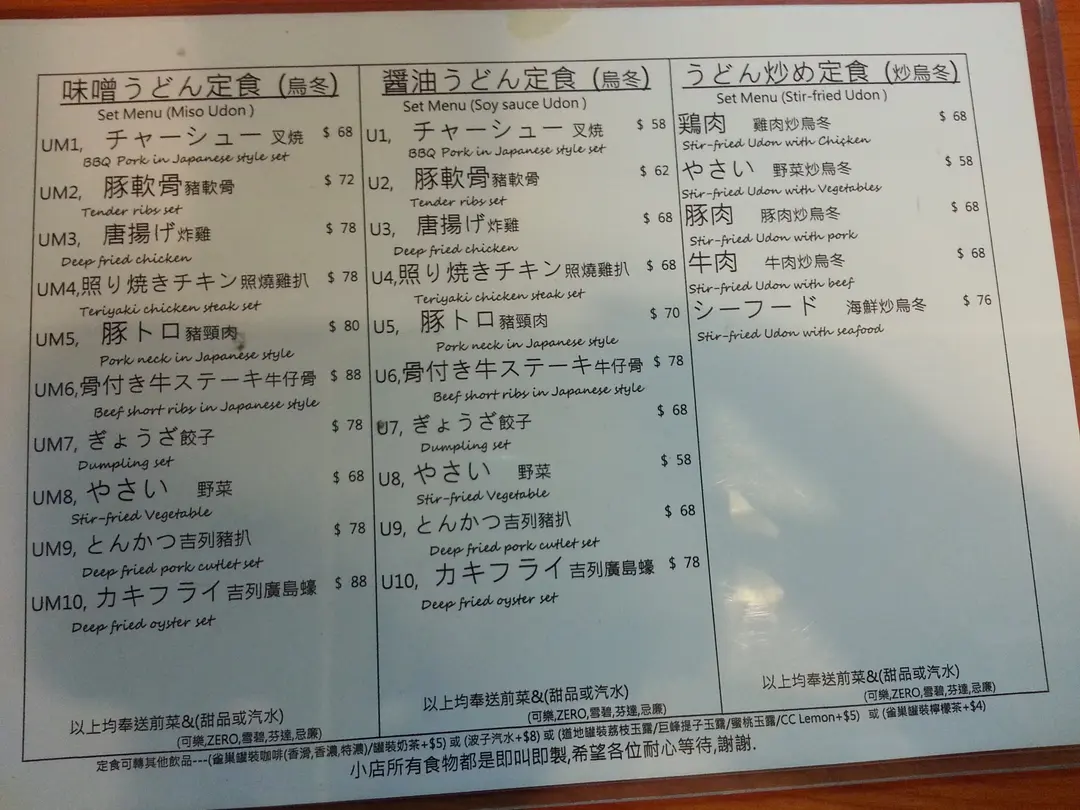 味噌うどん定食 (烏冬)
Set Menu (Miso Udon )
UM1, チャーシュー 叉燒 $ 68
BBQ Pork in Japanese style set
UM2, 豚軟骨豬軟骨 $ 72
Tender ribs set
UM3, 唐揚げ炸雞 $ 78
Deep fried chicken
UM4,照り焼きチキン照燒雞扒 $ 78
Teriyaki chicken steak set
UM5, 豚トロ豬頸肉 $ 80
Pork neck in Japanese style
UM6,骨付き牛ステーキ牛仔骨 $ 88
Beef short ribs in Japanese style
UM7, ぎょうざ餃子 $ 78
Dumpling set
UM8, やさい 野菜 $ 68
Stir-fried Vegetable
UM9, とんかつ吉列豬扒 $ 78
Deep fried pork cutlet set
UM10, カキフライ吉列廣島蠔 $ 88
Deep fried oyster set
以上均奉送前菜&(甜品或汽水)
(可樂,ZERO,雪碧,芬達,忌廉)
醤油うどん定食 (烏冬)
Set Menu (Soy sauce Udon )
U1, チャーシュー 叉燒 $ 58
BBQ Pork in Japanese style set
U2, 豚軟骨豬軟骨 $ 62
Tender ribs set
U3, 唐揚げ炸雞 $ 68
Deep fried chicken
U4,照り焼きチキン照燒雞扒 $ 68
Teriyaki chicken steak set
U5, 豚トロ豬頸肉 $ 70
Pork neck in Japanese style
U6,骨付き牛ステーキ牛仔骨 $ 78
Beef short ribs in Japanese style
U7, ぎょうざ餃子 $ 68
Dumpling set
U8, やさい 野菜 $ 58
Stir-fried Vegetable
U9, とんかつ吉列豬扒 $ 68
Deep fried pork cutlet set
U10, カキフライ吉列廣島蠔 $ 78
Deep fried oyster set
以上均奉送前菜&(甜品或汽水)
(可樂,ZERO,雪碧,芬達,忌廉)
うどん炒め定食 (炒烏冬)
Set Menu (Stir-fried Udon )
鶏肉 雞肉炒烏冬 $ 68
Stir-fried Udon with Chicken
やさい 野菜炒烏冬 $ 58
Stir-fried Udon with Vegetables
豚肉 豚肉炒烏冬 $ 68
Stir-fried Udon with pork
牛肉 牛肉炒烏冬 $ 68
Stir-fried Udon with beef
シーフード 海鮮炒烏冬 $ 76
Stir-fried Udon with seafood
以上均奉送前菜&(甜品或汽水)
(可樂,ZERO,雪碧,芬達,忌廉)
定食可轉其他飲品---(雀巢罐裝咖啡(香滑,香濃,特濃)/罐裝奶茶+$5) 或 (波子汽水+$8) 或 (道地罐裝荔枝玉露/巨峰提子玉露/蜜桃玉露/CC Lemon+$5) 或 (雀巢罐裝檸檬茶+$4)
小店所有食物都是即叫即製,希望各位耐心等待,謝謝.